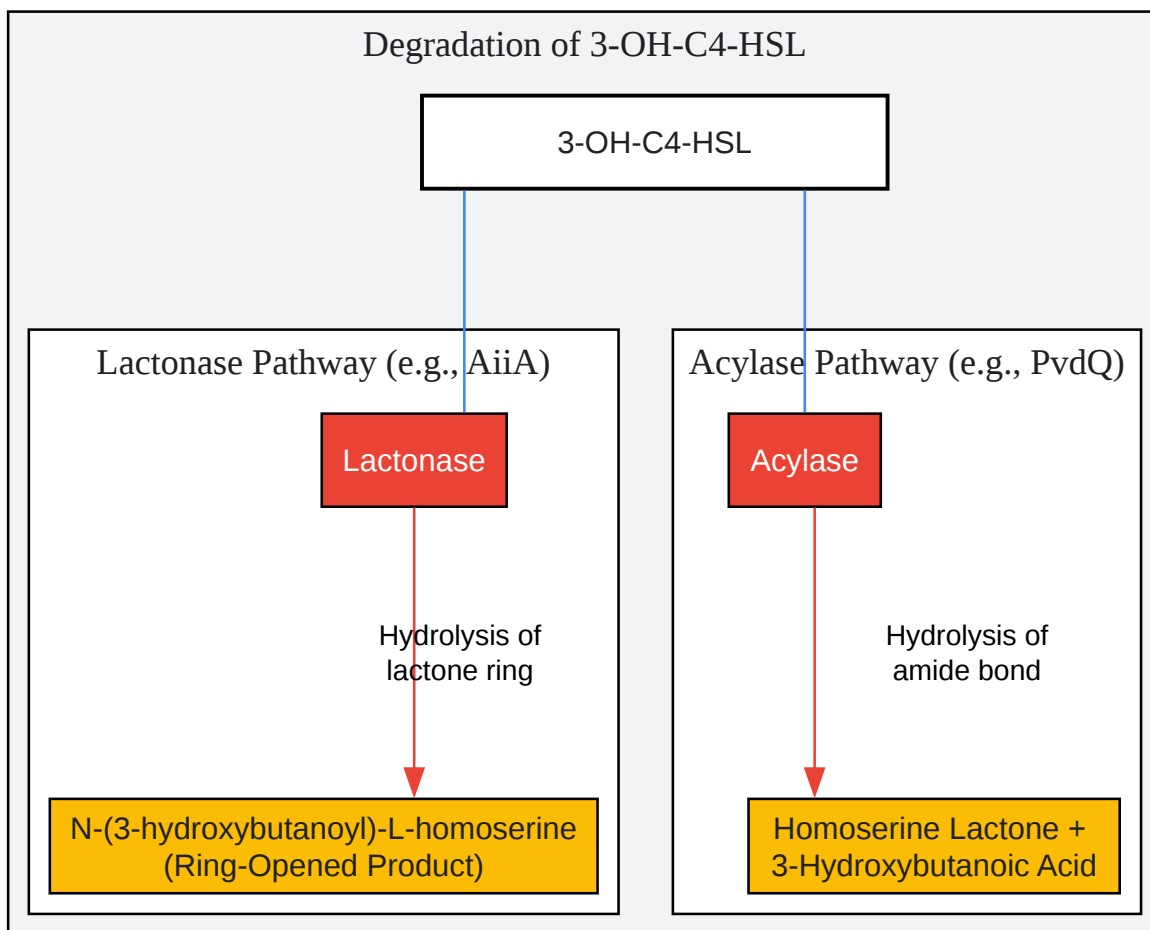 Degradation of 3-OH-C4-HSL
3-OH-C4-HSL
Lactonase Pathway (e.g., AiiA)
Lactonase
Hydrolysis of
lactone ring
N-(3-hydroxybutanoyl)-L-homoserine
(Ring-Opened Product)
Acylase Pathway (e.g., PvdQ)
Acylase
Hydrolysis of
amide bond
Homoserine Lactone +
3-Hydroxybutanoic Acid